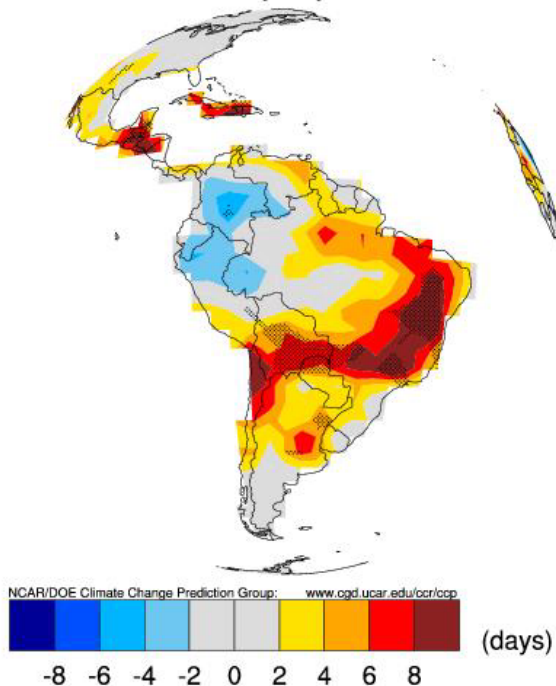 NCAR/DOE Climate Change Prediction Group: www.cgd.ucar.edu/ccr/ccp
(days)
-8 -6 -4 -2 0 2 4 6 8